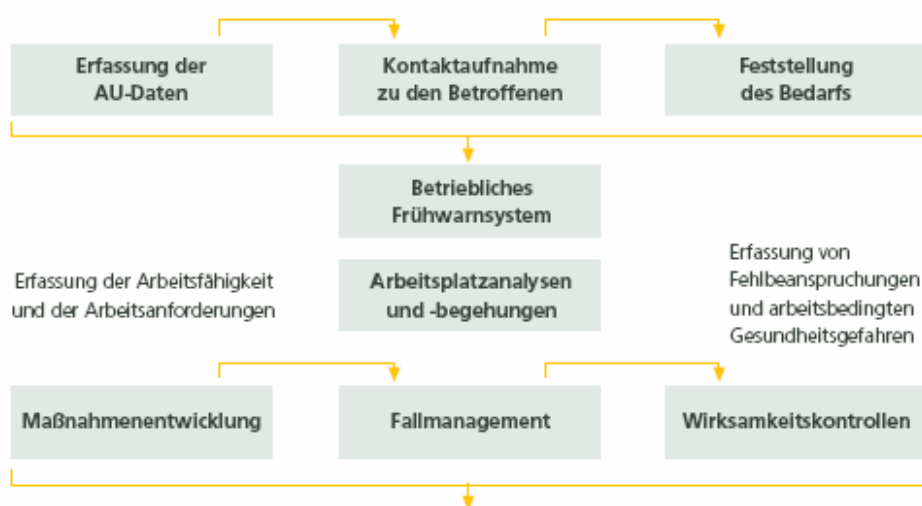 Erfassung der
AU-Daten
Kontaktaufnahme
zu den Betroffenen
Feststellung
des Bedarfs
Betriebliches
Frühwarnsystem
Erfassung der Arbeitsfähigkeit
und der Arbeitsanforderungen
Arbeitsplatzanalysen
und -begehungen
Erfassung von
Fehlbeanspruchungen
und arbeitsbedingten
Gesundheitsgefahren
Maßnahmenentwicklung
Fallmanagement
Wirksamkeitskontrollen